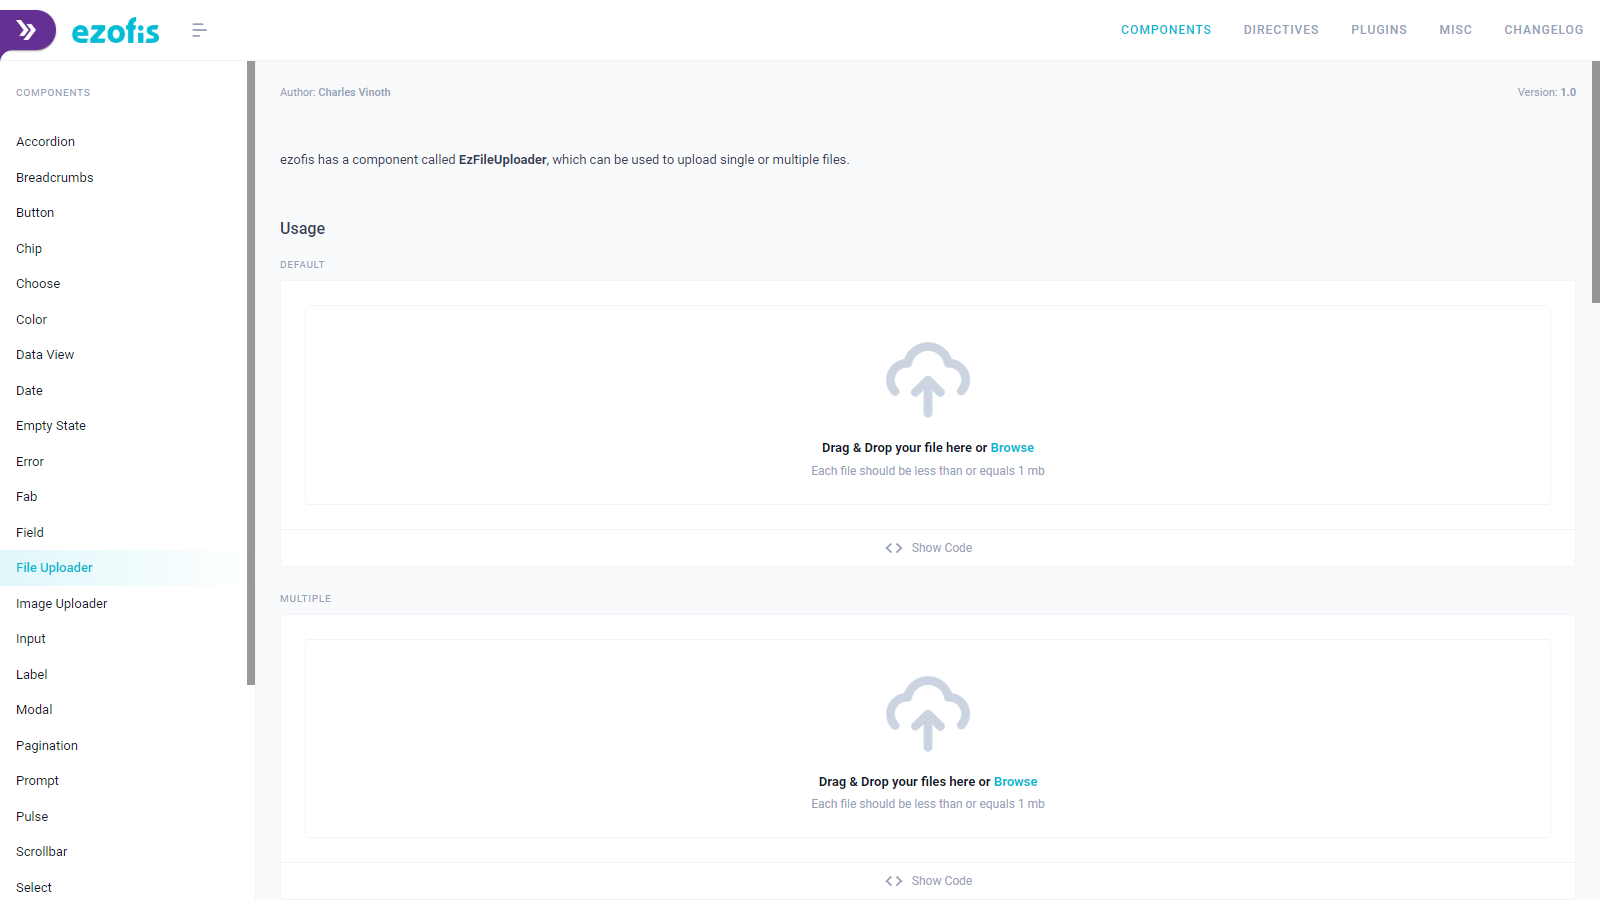 ezofis
COMPONENTS
DIRECTIVES
PLUGINS
MISC
CHANGELOG
COMPONENTS
Accordion
Breadcrumbs
Button
Chip
Choose
Color
Data View
Date
Empty State
Error
Fab
Field
File Uploader
Image Uploader
Input
Label
Modal
Pagination
Prompt
Pulse
Scrollbar
Select
Author: Charles Vinoth
Version: 1.0
ezofis has a component called EzFileUploader, which can be used to upload single or multiple files.
Usage
DEFAULT
Drag & Drop your file here or Browse
Each file should be less than or equals 1 mb
Show Code
MULTIPLE
Drag & Drop your files here or Browse
Each file should be less than or equals 1 mb
Show Code